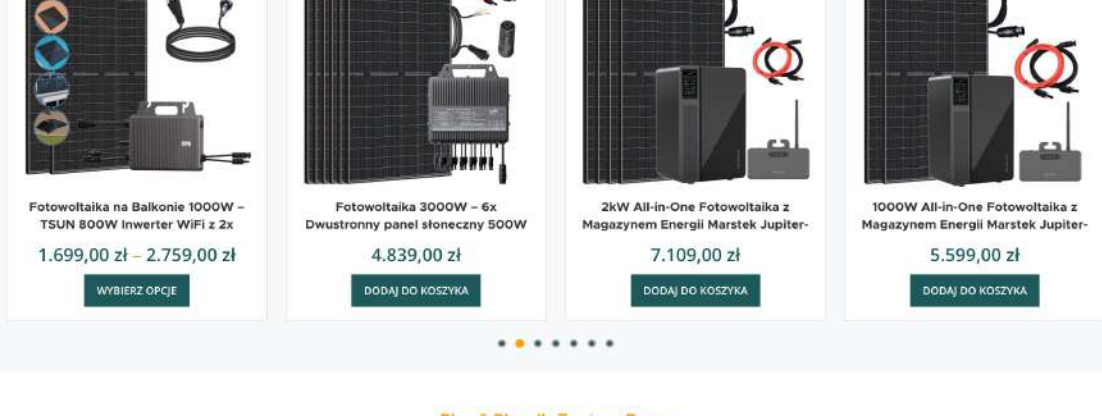 Fotowoltaika na Balkonie 1000W –
TSUN 800W Inwerter WiFi z 2x
1.699,00 zł – 2.759,00 zł
WYBIERZ OPCJE
Fotowoltaika 3000W – 6x
Dwustronny panel słoneczny 500W
4.839,00 zł
DODAJ DO KOSZYKA
2kW All-in-One Fotowoltaika z
Magazynem Energii Marstek Jupiter-
7.109,00 zł
DODAJ DO KOSZYKA
1000W All-in-One Fotowoltaika z
Magazynem Energii Marstek Jupiter-
5.599,00 zł
DODAJ DO KOSZYKA